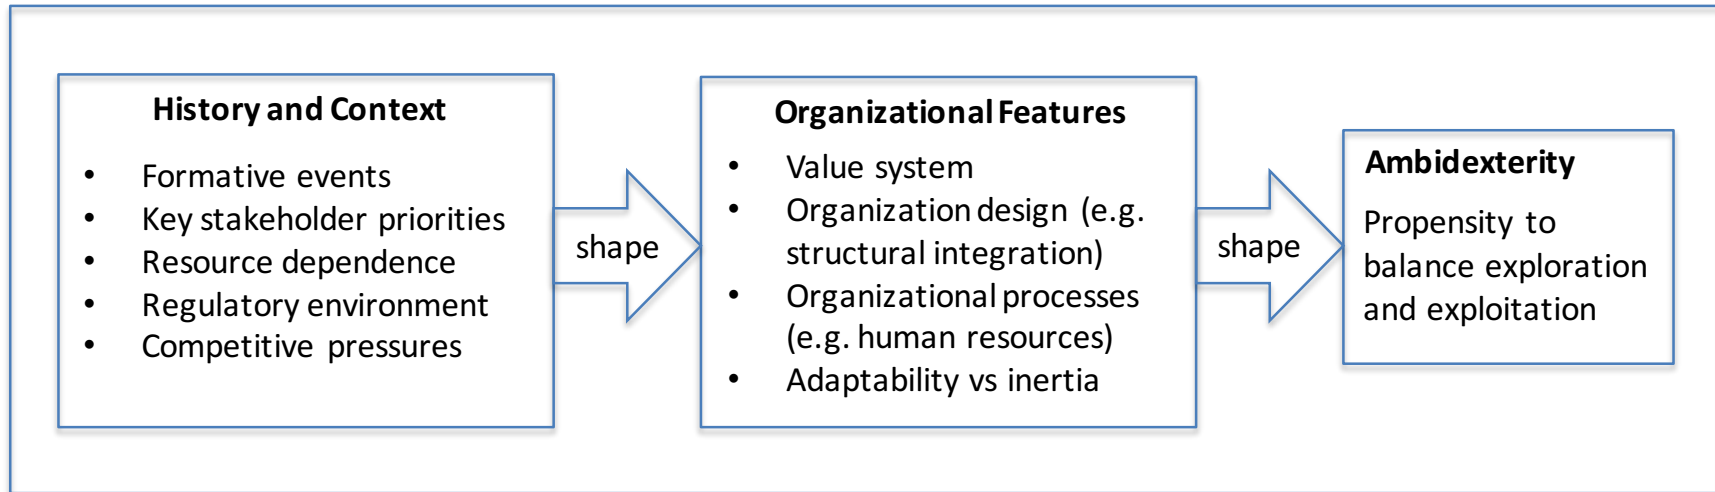 History and Context
• Formative events
• Key stakeholder priorities
• Resource dependence
• Regulatory environment
• Competitive pressures
shape
Organizational Features
• Value system
• Organization design (e.g.
structural integration)
• Organizational processes
(e.g. human resources)
• Adaptability vs inertia
shape
Ambidexterity
Propensity to
balance exploration
and exploitation